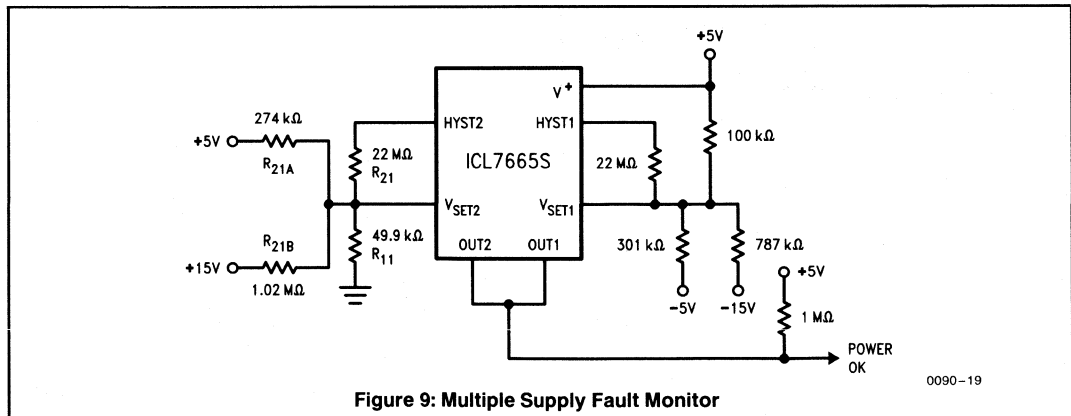 +5V
V+
HYST2
HYST1
ICL7665S
VSET2
VSET1
OUT2
OUT1
274 kΩ
+5V
R21A
22 MΩ
R21
R21B
+15V
1.02 MΩ
49.9 kΩ
R11
22 MΩ
100 kΩ
301 kΩ
787 kΩ
-5V
-15V
+5V
1 MΩ
POWER
OK
0090-19
Figure 9: Multiple Supply Fault Monitor